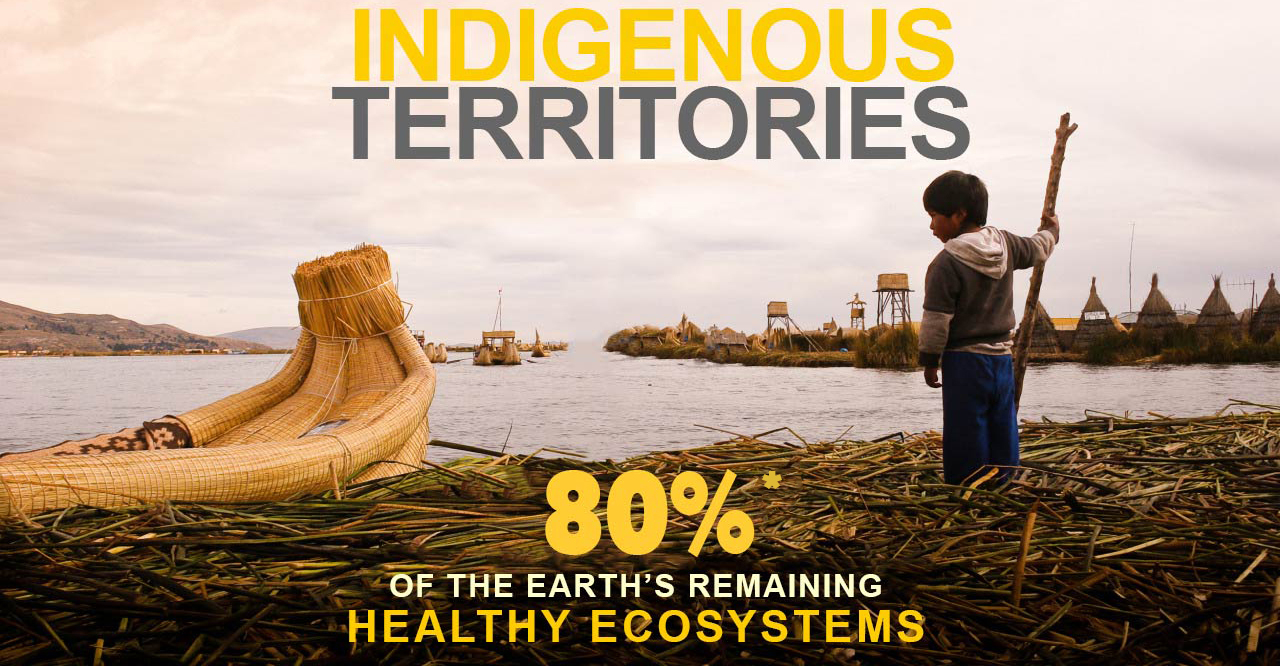 INDIGENOUS
TERRITORIES
80%*
OF THE EARTH’S REMAINING
HEALTHY ECOSYSTEMS